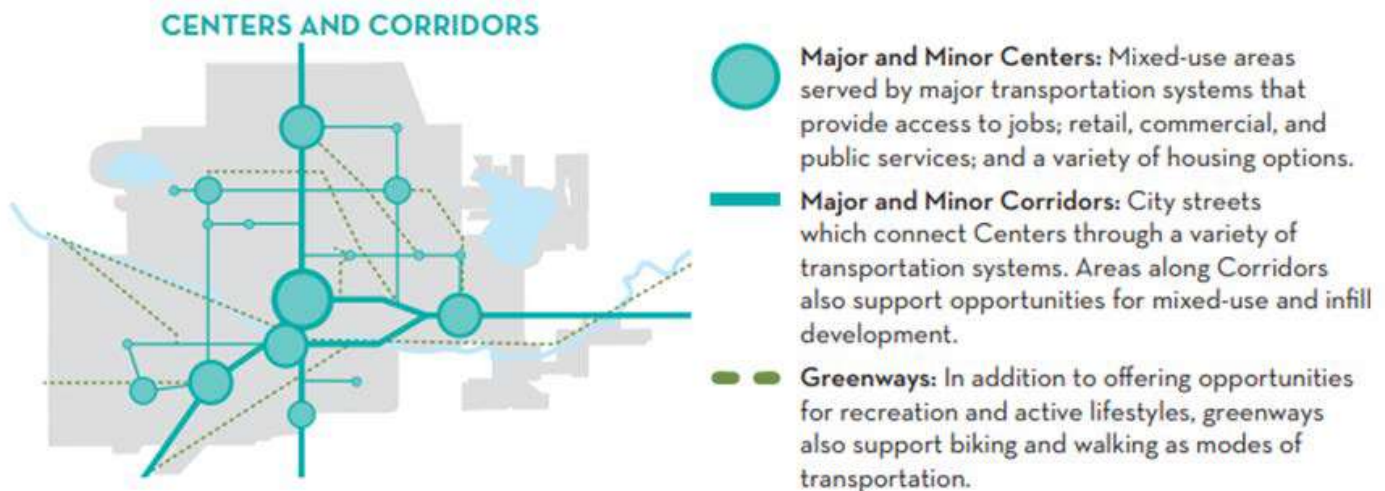 CENTERS AND CORRIDORS
Major and Minor Centers: Mixed-use areas
served by major transportation systems that
provide access to jobs; retail, commercial, and
public services; and a variety of housing options.
Major and Minor Corridors: City streets
which connect Centers through a variety of
transportation systems. Areas along Corridors
also support opportunities for mixed-use and infill
development.
Greenways: In addition to offering opportunities
for recreation and active lifestyles, greenways
also support biking and walking as modes of
transportation.